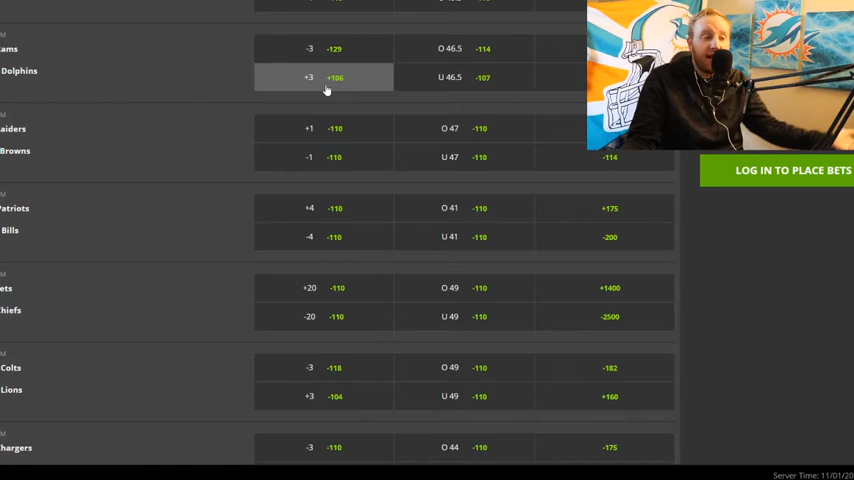 M
ams -3 -129 O 46.5 -114
Dolphins +3 +106 U 46.5 -107
M
aiders +1 -110 O 47 -110
Browns -1 -110 U 47 -110 -114
LOG IN TO PLACE BETS
M
Patriots +4 -110 O 41 -110 +175
Bills -4 -110 U 41 -110 -200
M
ets +20 -110 O 49 -110 +1400
Chiefs -20 -110 U 49 -110 -2500
M
Colts -3 -118 O 49 -110 -182
Lions +3 -104 U 49 -110 +160
M
Chargers -3 -110 O 44 -110 -175
Server Time: 11/01/20